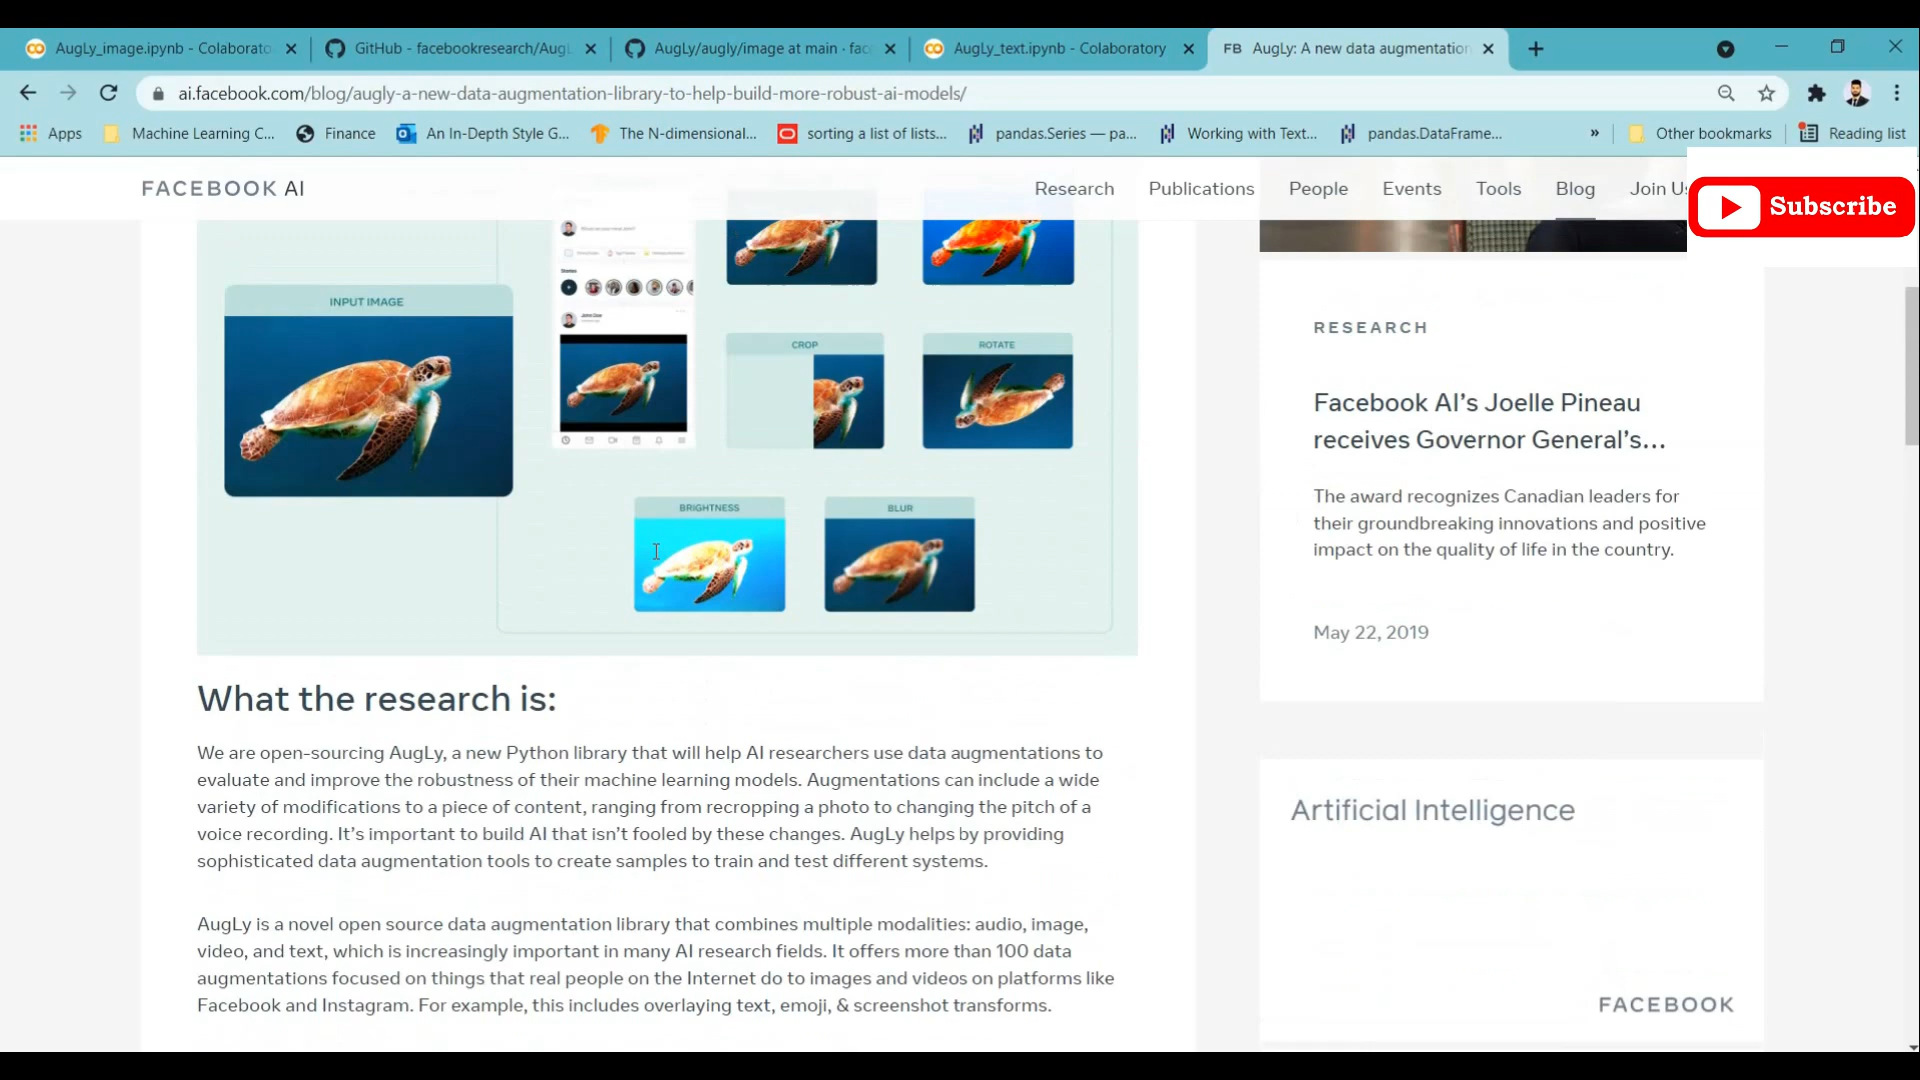 AugLy_image.ipynb - Colaborato
GitHub - facebookresearch/AugL
AugLy/augly/image at main · fac
AugLy_text.ipynb - Colaboratory
FB AugLy: A new data augmentation
ai.facebook.com/blog/augly-a-new-data-augmentation-library-to-help-build-more-robust-ai-models/
Apps
Machine Learning C...
Finance
An In-Depth Style G...
The N-dimensional...
sorting a list of lists...
pandas.Series — pa...
Working with Text...
pandas.DataFrame...
»
Other bookmarks
Reading list
FACEBOOK AI
Research
Publications
People
Events
Tools
Blog
Join Us
Subscribe
INPUT IMAGE
Stories
John Doe
CROP
ROTATE
BRIGHTNESS
BLUR
What the research is:
We are open-sourcing AugLy, a new Python library that will help AI researchers use data augmentations to
evaluate and improve the robustness of their machine learning models. Augmentations can include a wide
variety of modifications to a piece of content, ranging from recropping a photo to changing the pitch of a
voice recording. It's important to build AI that isn't fooled by these changes. AugLy helps by providing
sophisticated data augmentation tools to create samples to train and test different systems.
AugLy is a novel open source data augmentation library that combines multiple modalities: audio, image,
video, and text, which is increasingly important in many AI research fields. It offers more than 100 data
augmentations focused on things that real people on the Internet do to images and videos on platforms like
Facebook and Instagram. For example, this includes overlaying text, emoji, & screenshot transforms.
RESEARCH
Facebook AI's Joelle Pineau
receives Governor General's...
The award recognizes Canadian leaders for
their groundbreaking innovations and positive
impact on the quality of life in the country.
May 22, 2019
Artificial Intelligence
FACEBOOK